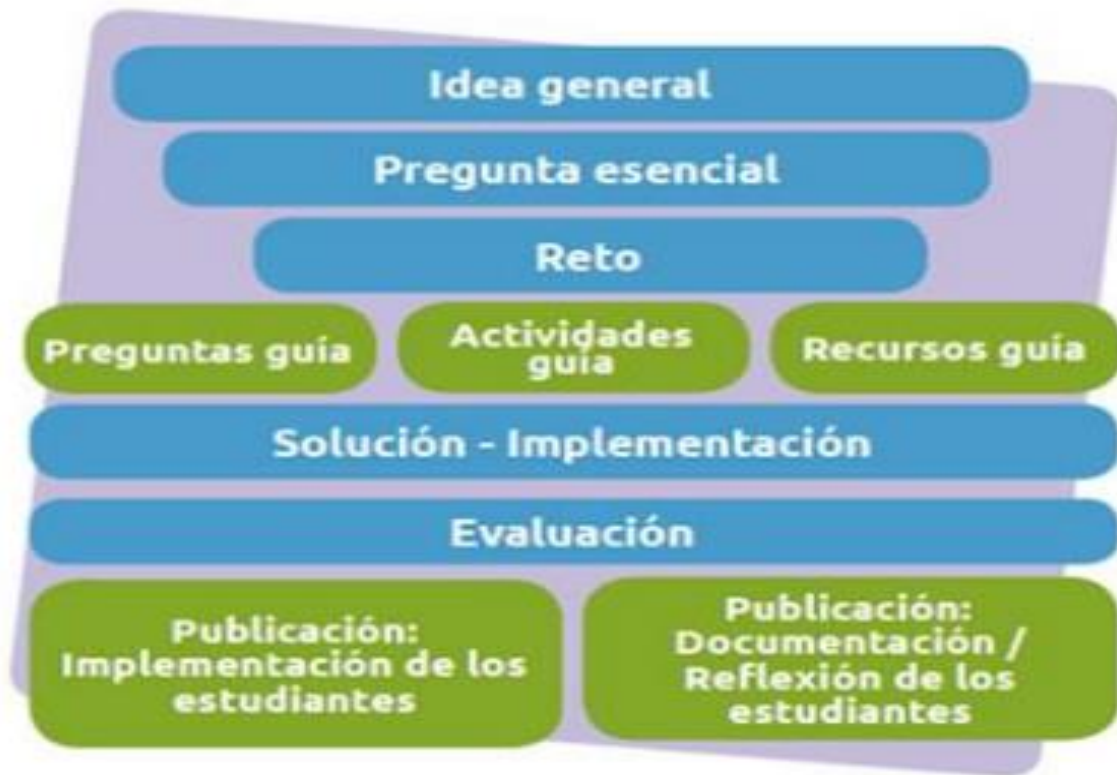 Idea general
Pregunta esencial
Reto
Preguntas guía
Actividades
guía
Recursos guía
Solución - Implementación
Evaluación
Publicación:
Implementación de los
estudiantes
Publicación:
Documentación /
Reflexión de los
estudiantes